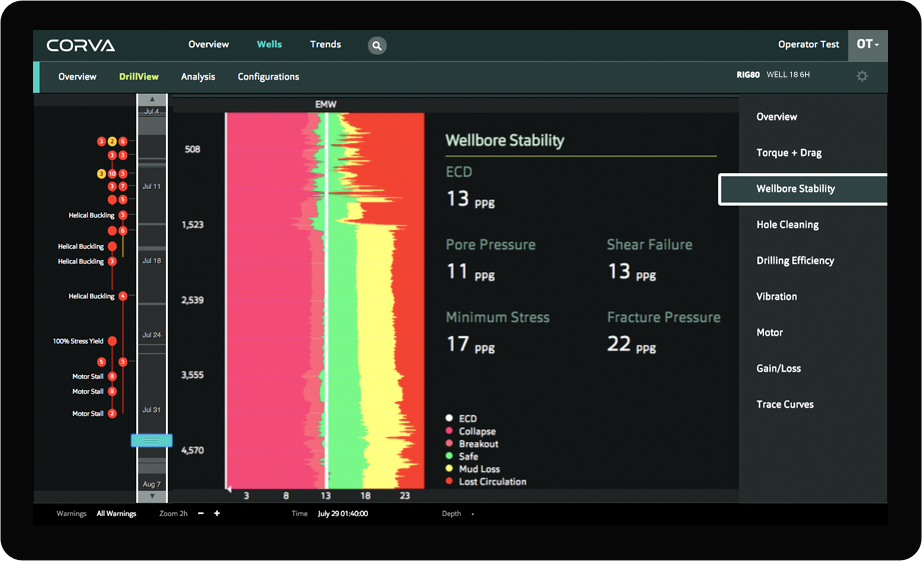 CORVA
Overview Wells Trends
Operator Test OT
Overview DrillView Analysis Configurations
RIG80 WELL 18 6H
Jul 4
3 2 6
3 3
3 10 3
3 7
5
Helical Buckling 3
6
Helical Buckling
Helical Buckling 3
Helical Buckling 4
100% Stress Yield
5 3
Motor Stall 8
Motor Stall 8
Motor Stall 2
Jul 11
Jul 18
Jul 24
Jul 31
Aug 7
EMW
508
1,523
2,539
3,555
4,570
3 8 13 18 23
Wellbore Stability
ECD
13 PPG
Pore Pressure Shear Failure
11 PPG 13 PPG
Minimum Stress Fracture Pressure
17 PPG 22 PPG
ECD
Collapse
Breakout
Safe
Mud Loss
Lost Circulation
Overview
Torque + Drag
Wellbore Stability
Hole Cleaning
Drilling Efficiency
Vibration
Motor
Gain/Loss
Trace Curves
Warnings All Warnings Zoom 2h − + Time July 29 01:40:00 Depth -